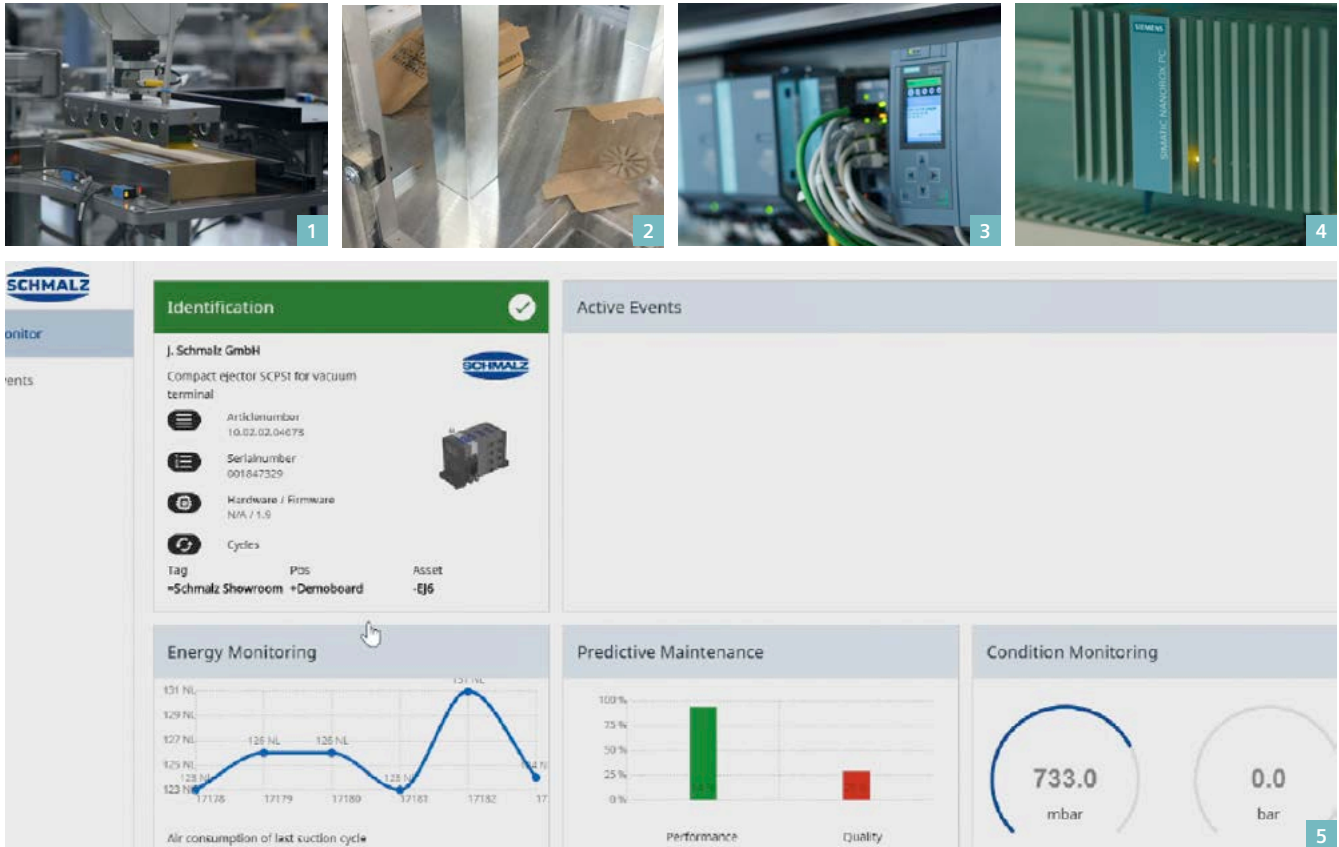 1
2
SIEMENS
3
SIEMENS
SIMATIC NANOBOX PC
4
SCHMALZ
onitor
vents
Identification
J. Schmalz GmbH
SCHMALZ
Compact ejector SCPSt for vacuum
terminal
Articlenumber
10.02.02.04678
Serialnumber
001847329
Hardware / Firmware
N/A / 1.9
Cycles
Tag Pos Asset
=Schmalz Showroom +Demoboard -EJ6
Active Events
Energy Monitoring
131 NL
131 NL
129 NL
127 NL
126 NL 126 NL
125 NL
123 NL
123 NL
17178 17179 17180 17181 17182 17
Air consumption of last suction cycle
Predictive Maintenance
100 %
75 %
50 %
25 %
0 %
Performance Quality
Condition Monitoring
733.0 0.0
mbar bar
5